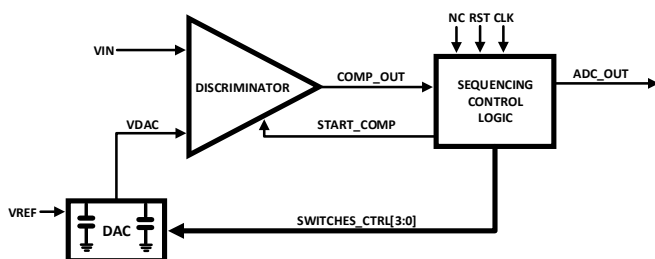 NC RST CLK
VIN
DISCRIMINATOR
COMP_OUT
SEQUENCING
CONTROL
LOGIC
ADC_OUT
START_COMP
VDAC
VREF
DAC
SWITCHES_CTRL[3:0]